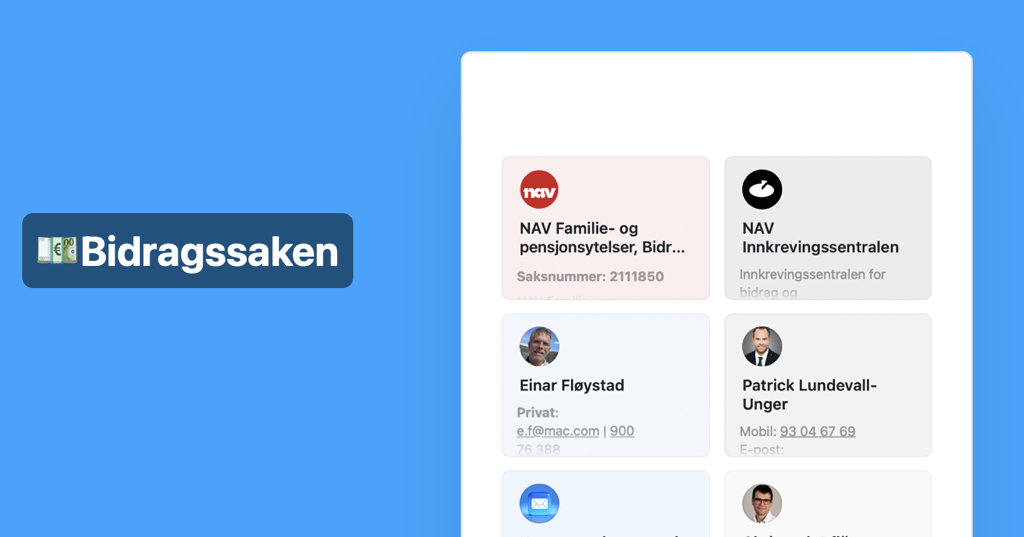 💶Bidragssaken
nav
NAV Familie- og
pensjonsytelser, Bidr...
Saksnummer: 2111850
NAV
Innkrevingssentralen
Innkrevingssentralen for
bidrag og
Einar Fløystad
Privat:
e.f@mac.com | 900
76 388
Patrick Lundevall-
Unger
Mobil: 93 04 67 69
E-post: